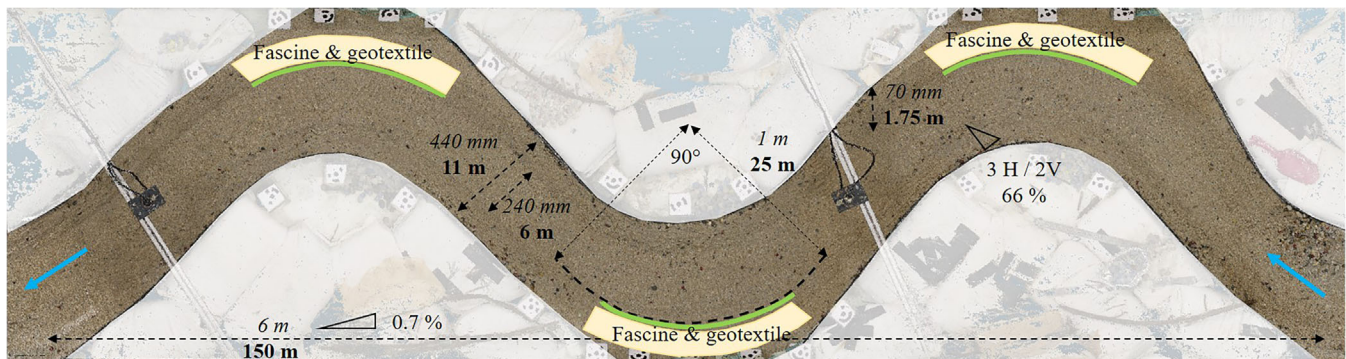 Fascine & geotextile
Fascine & geotextile
70 mm
1.75 m
440 mm
11 m
1 m
25 m
90°
3 H / 2V
66 %
240 mm
6 m
6 m
0.7 %
150 m
Fascine & geotextile